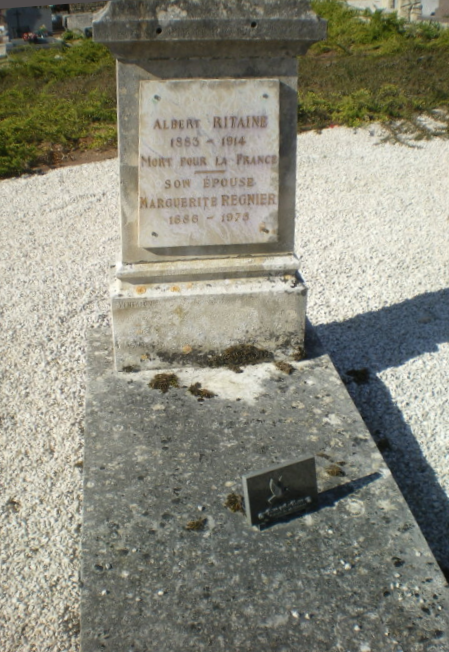 ALBERT RITAINE
1883 - 1914
MORT POUR LA FRANCE
SON ÉPOUSE
MARGUERITE REGNIER
1886 - 1978